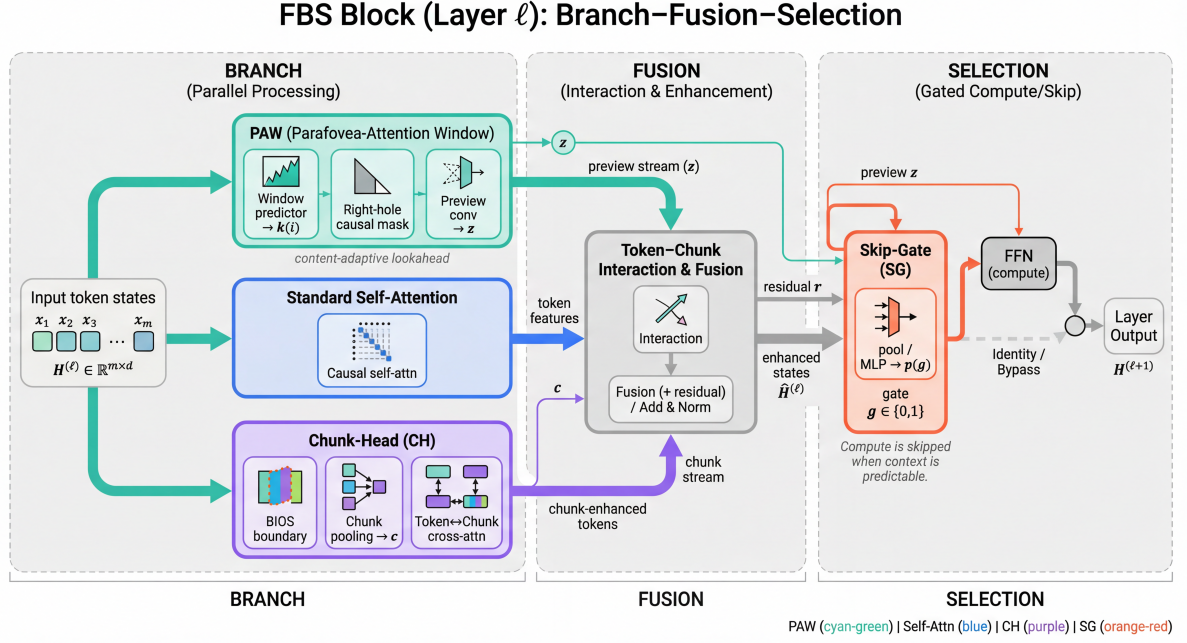 FBS Block (Layer ℓ): Branch–Fusion–Selection
BRANCH
(Parallel Processing)
FUSION
(Interaction & Enhancement)
SELECTION
(Gated Compute/Skip)
PAW (Parafovea-Attention Window)
Window
predictor
→ k(i)
Right-hole
causal mask
Preview
conv
→ z
content-adaptive lookahead
z
preview stream (z)
Input token states
x₁ x₂ x₃ ... xₘ
H⁽ℓ⁾ ∈ ℝᵐˣᵈ
Standard Self-Attention
Causal self-attn
token
features
Chunk-Head (CH)
BIOS
boundary
Chunk
pooling → c
Token↔Chunk
cross-attn
c
chunk-enhanced
tokens
chunk
stream
Token–Chunk
Interaction & Fusion
Interaction
Fusion (+ residual)
/ Add & Norm
residual r
enhanced
states
Ĥ⁽ℓ⁾
preview z
Skip-Gate
(SG)
pool /
MLP → p(g)
gate
g ∈ {0,1}
Compute is skipped
when context is
predictable.
FFN
(compute)
Identity /
Bypass
Layer
Output
H⁽ℓ⁺¹⁾
BRANCH
FUSION
SELECTION
PAW (cyan-green) | Self-Attn (blue) | CH (purple) | SG (orange-red)